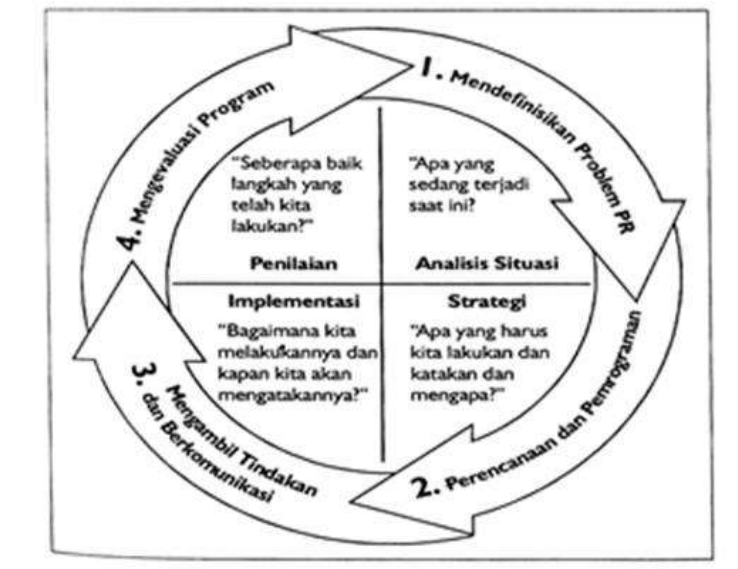 1. Mendefinisikan Problem PR
"Apa yang
sedang terjadi
saat ini?
Analisis Situasi
Strategi
"Apa yang harus
kita lakukan dan
katakan dan
mengapa?"
2. Perencanaan dan Pemrograman
Implementasi
"Bagaimana kita
melakukannya dan
kapan kita akan
mengatakannya?"
3. Mengambil Tindakan
dan Berkomunikasi
"Seberapa baik
langkah yang
telah kita
lakukan?"
Penilaian
4. Mengevaluasi Program